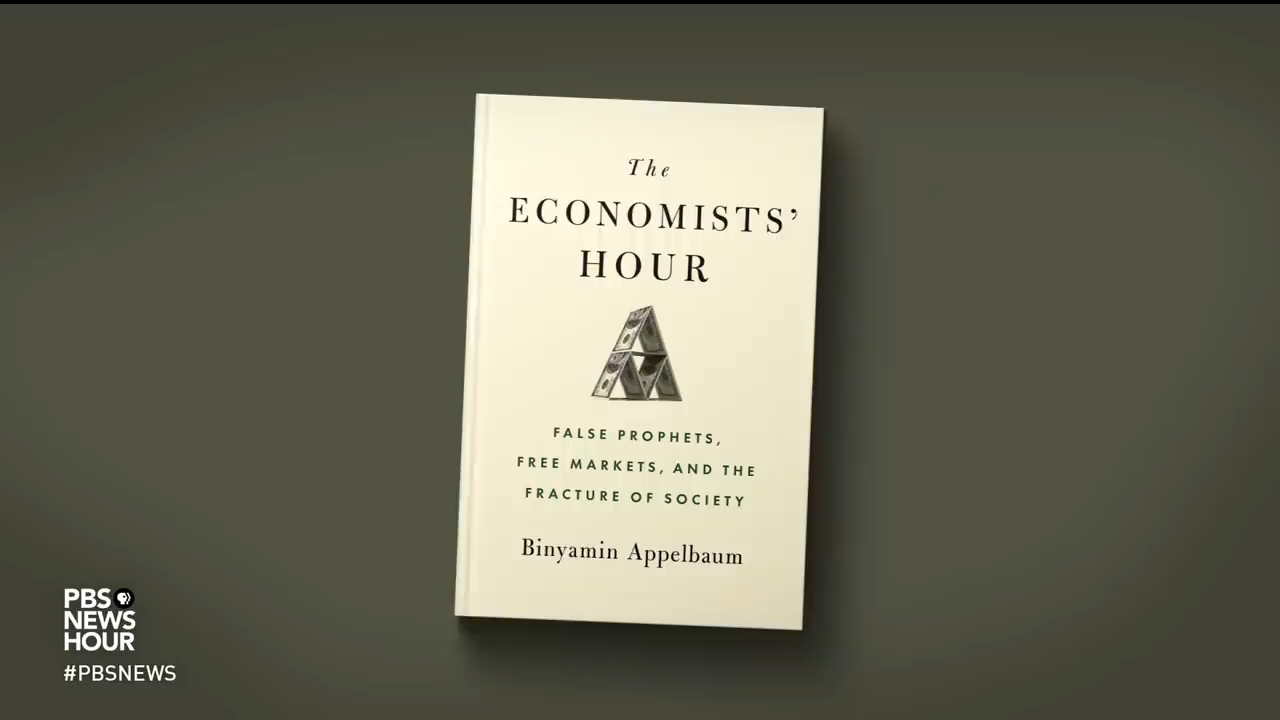 The
ECONOMISTS'
HOUR
FALSE PROPHETS,
FREE MARKETS, AND THE
FRACTURE OF SOCIETY
Binyamin Appelbaum
PBS
NEWS
HOUR
#PBSNEWS